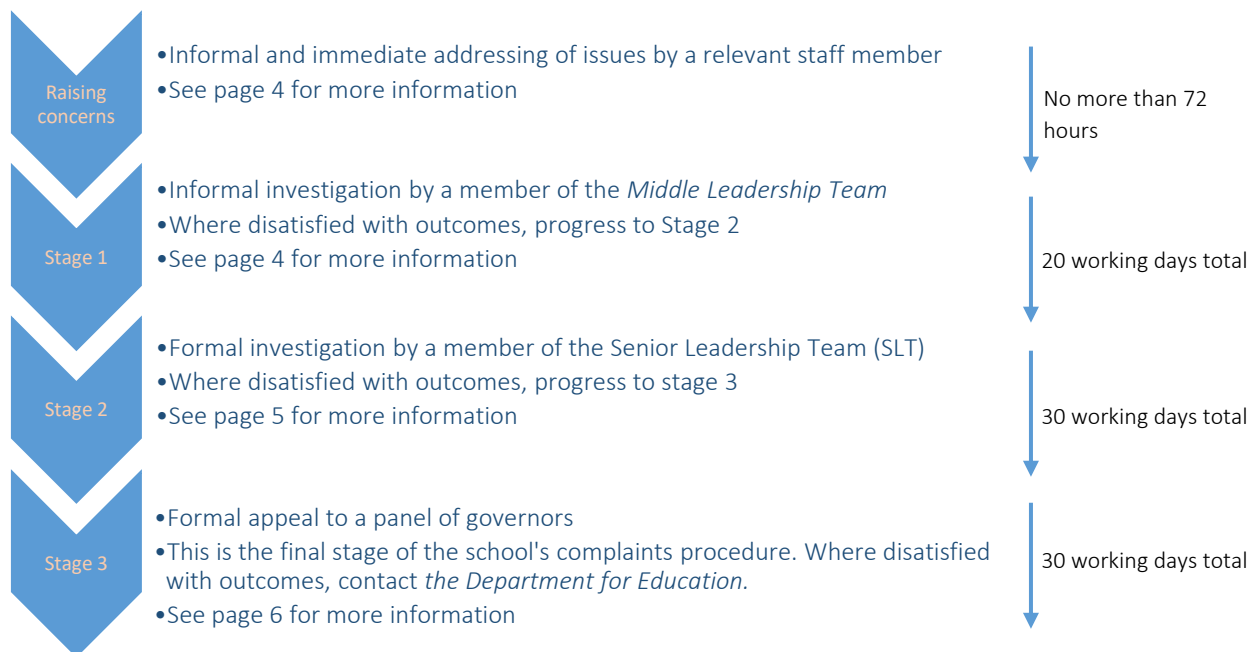 Raising
concerns
•Informal and immediate addressing of issues by a relevant staff member
•See page 4 for more information
No more than 72
hours
Stage 1
•Informal investigation by a member of the Middle Leadership Team
•Where disatisfied with outcomes, progress to Stage 2
•See page 4 for more information
20 working days total
Stage 2
•Formal investigation by a member of the Senior Leadership Team (SLT)
•Where disatisfied with outcomes, progress to stage 3
•See page 5 for more information
30 working days total
Stage 3
•Formal appeal to a panel of governors
•This is the final stage of the school's complaints procedure. Where disatisfied
with outcomes, contact the Department for Education.
•See page 6 for more information
30 working days total